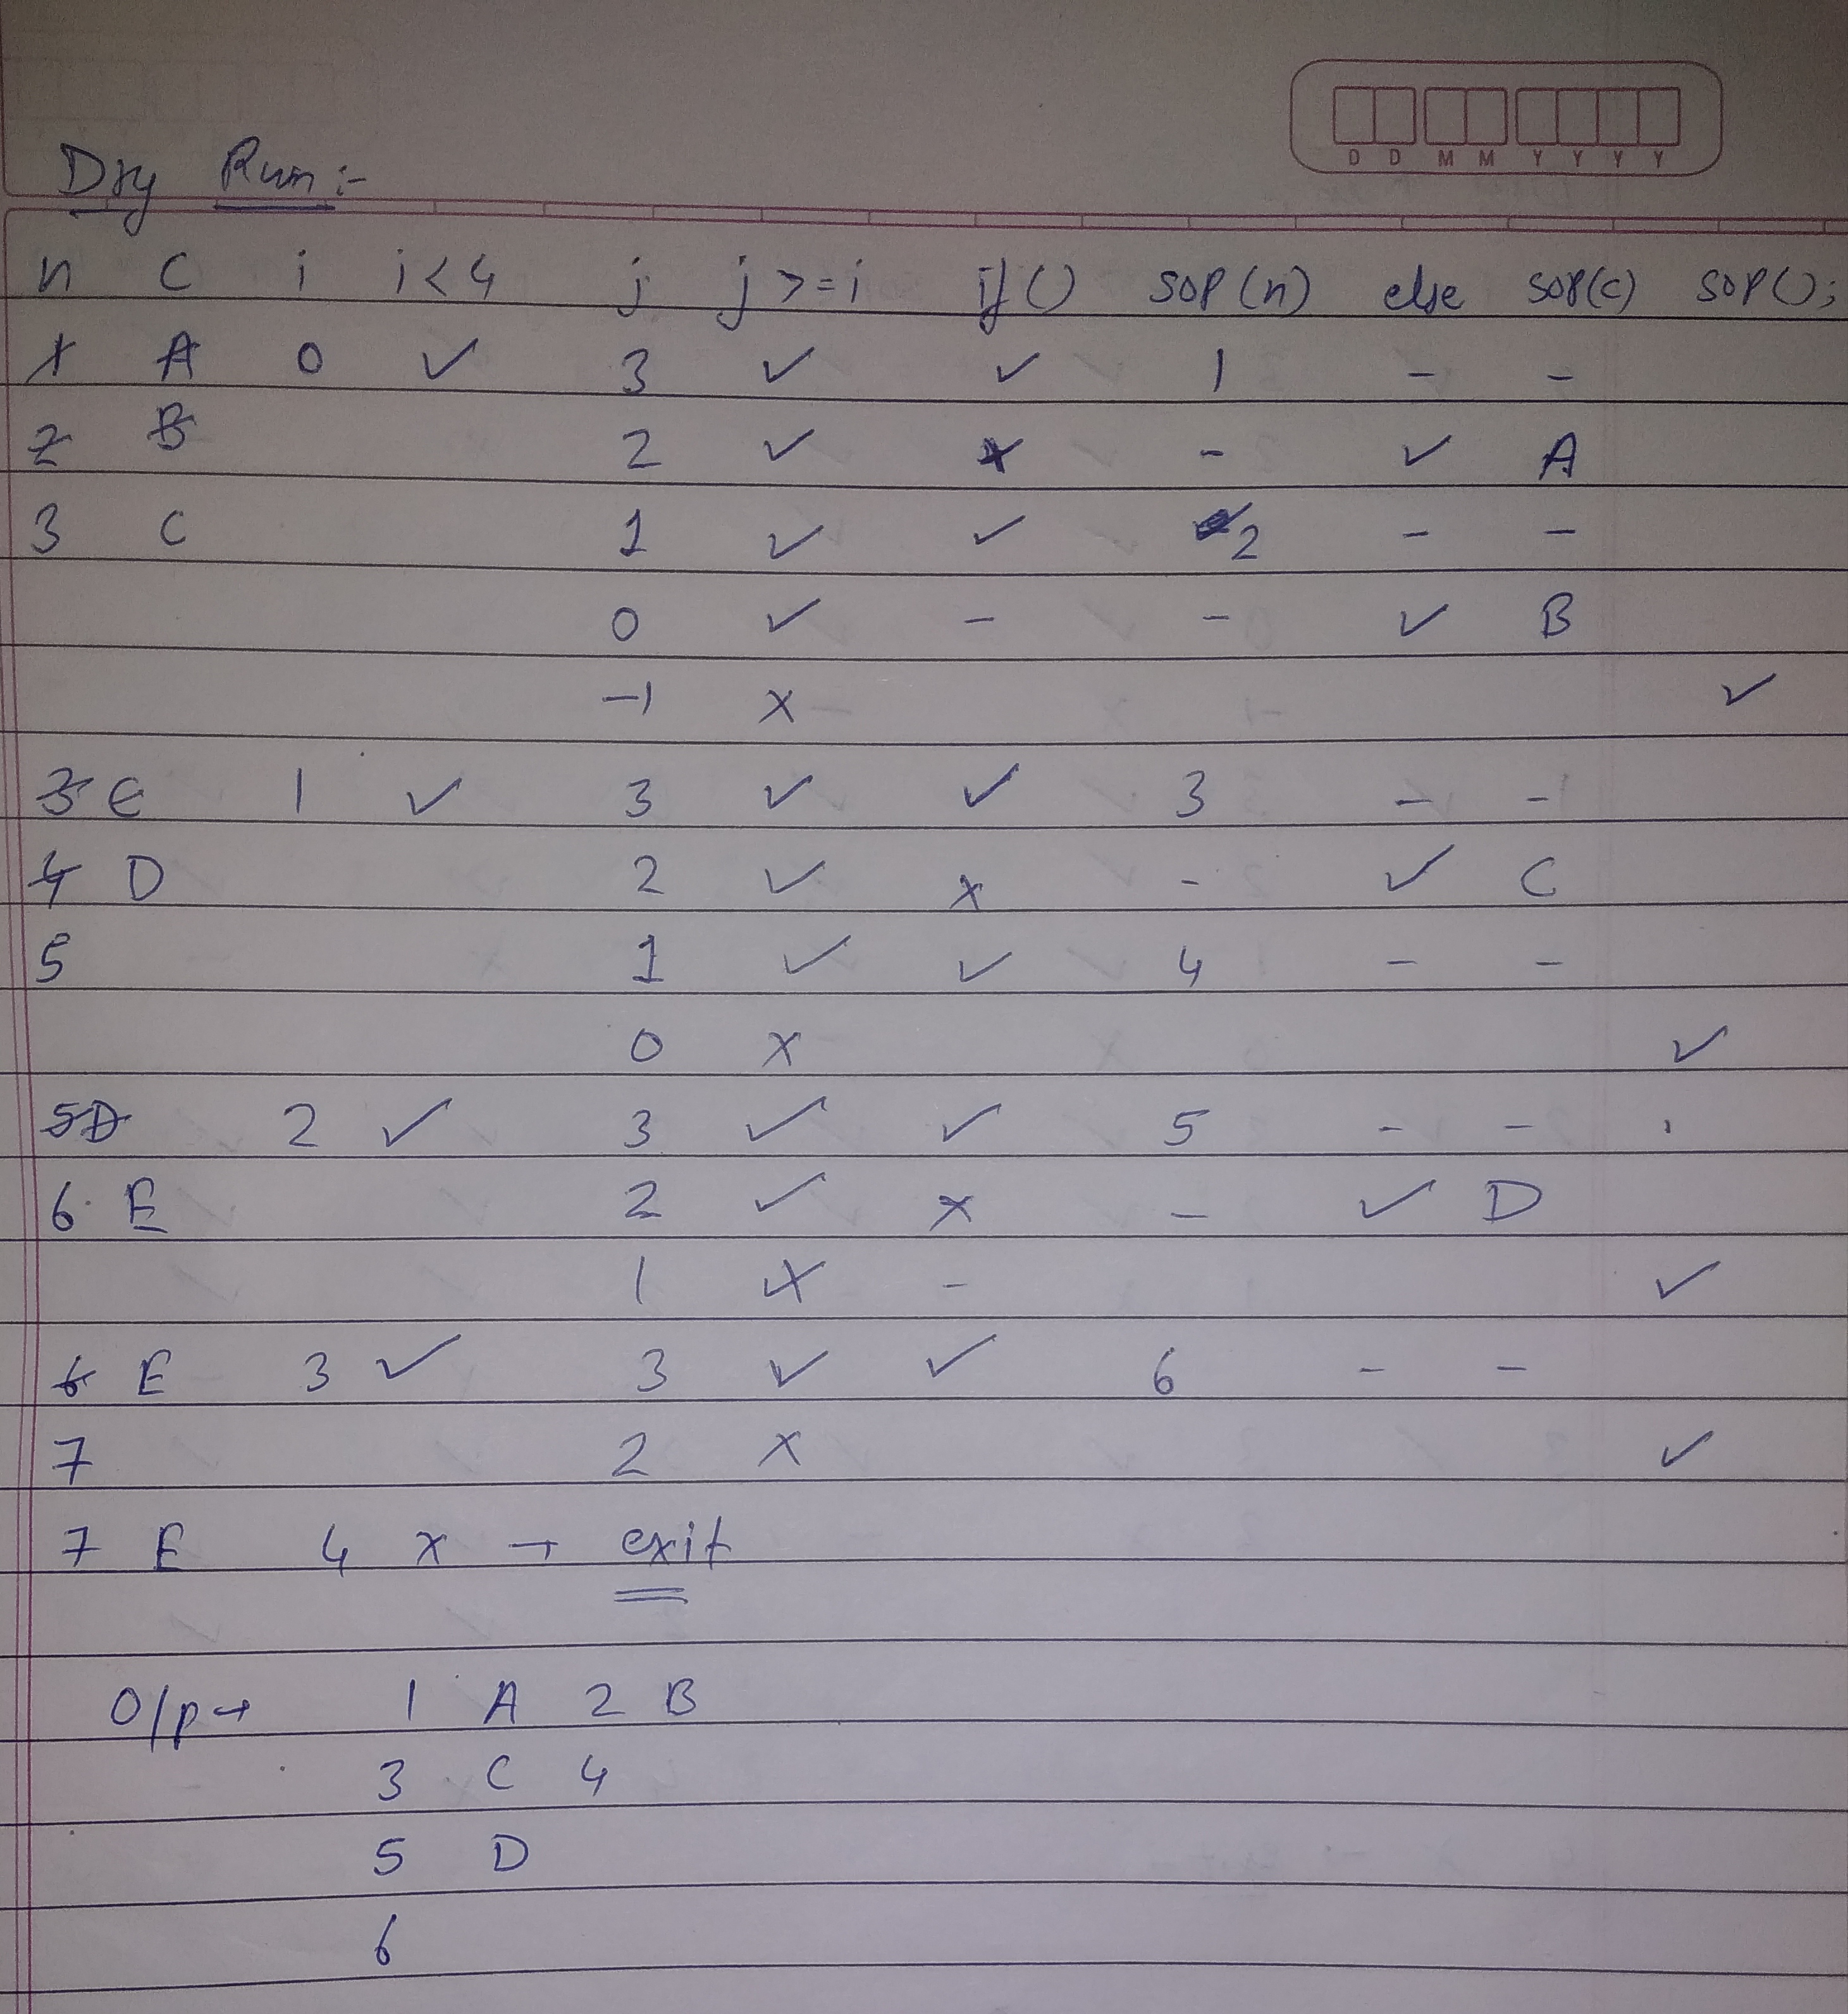 D D M M Y Y Y Y
Dry Run :-
n C i i<4 j j >= i if () SOP (n) else SOP(c) SOP();
1 A 0 ✓ 3 ✓ ✓ 1 - -
2 B 2 ✓ x - ✓ A
3 C 1 ✓ ✓ 2 - -
0 ✓ - - ✓ B
-1 x ✓
3 C 1 ✓ 3 ✓ ✓ 3 - -
4 D 2 ✓ x - ✓ C
5 1 ✓ ✓ 4 - -
0 x ✓
5 D 2 ✓ 3 ✓ ✓ 5 - -
6 E 2 ✓ x - ✓ D
1 x - ✓
6 E 3 ✓ 3 ✓ ✓ 6 - -
7 2 x ✓
7 E 4 x → exit
O/p → 1 A 2 B
3 C 4
5 D
6